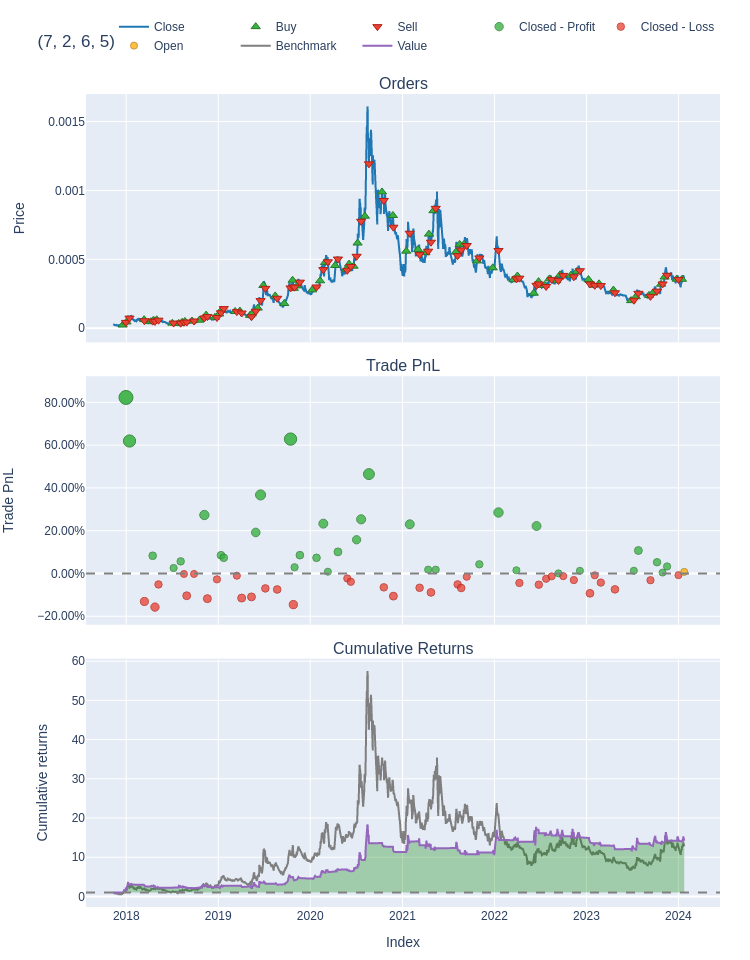 (7, 2, 6, 5)
Close Buy Sell Closed - Profit Closed - Loss
Open Benchmark Value
Orders
0.0015
0.001
0.0005
0
Price
Trade PnL
80.00%
60.00%
40.00%
20.00%
0.00%
−20.00%
Trade PnL
Cumulative Returns
60
50
40
30
20
10
0
Cumulative returns
2018 2019 2020 2021 2022 2023 2024
Index